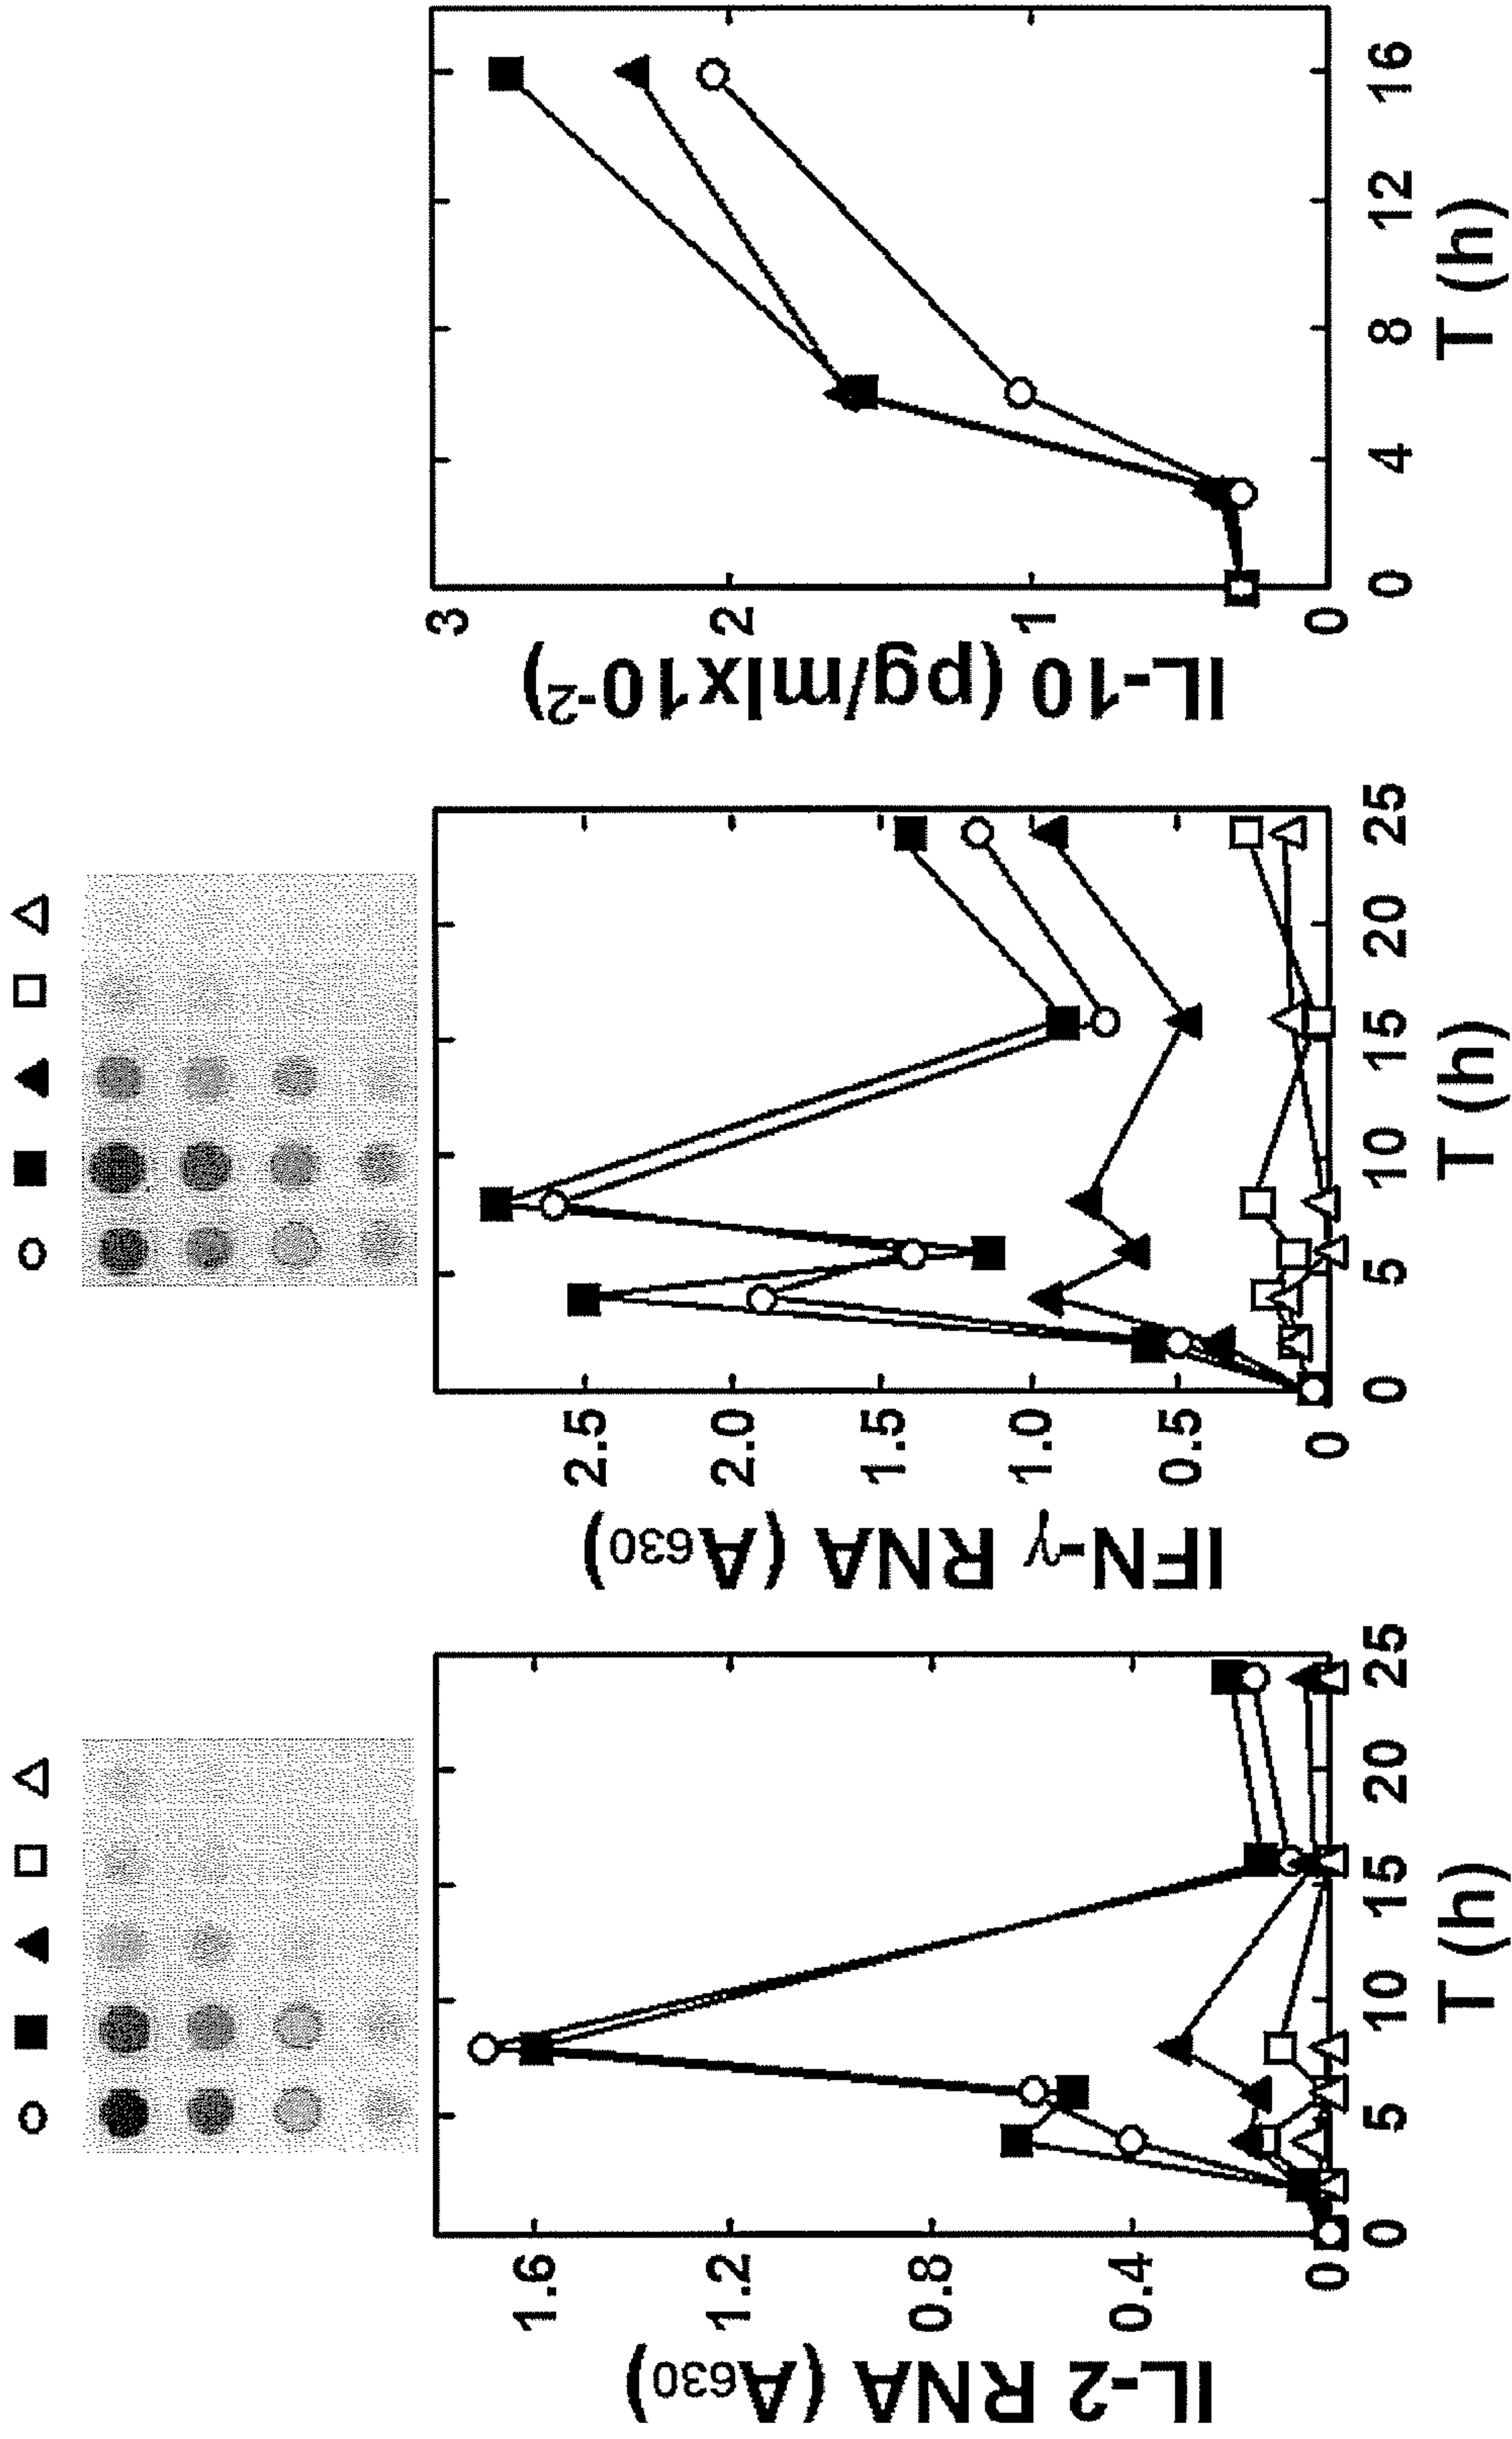 IL-2 RNA (A630)
1.6
1.2
0.8
0.4
0
0 5 10 15 20 25
T (h)
IFN-γ RNA (A630)
2.5
2.0
1.5
1.0
0.5
0
0 5 10 15 20 25
T (h)
IL-10 (pg/mlx10-2)
3
2
1
0
0 4 8 12 16
T (h)